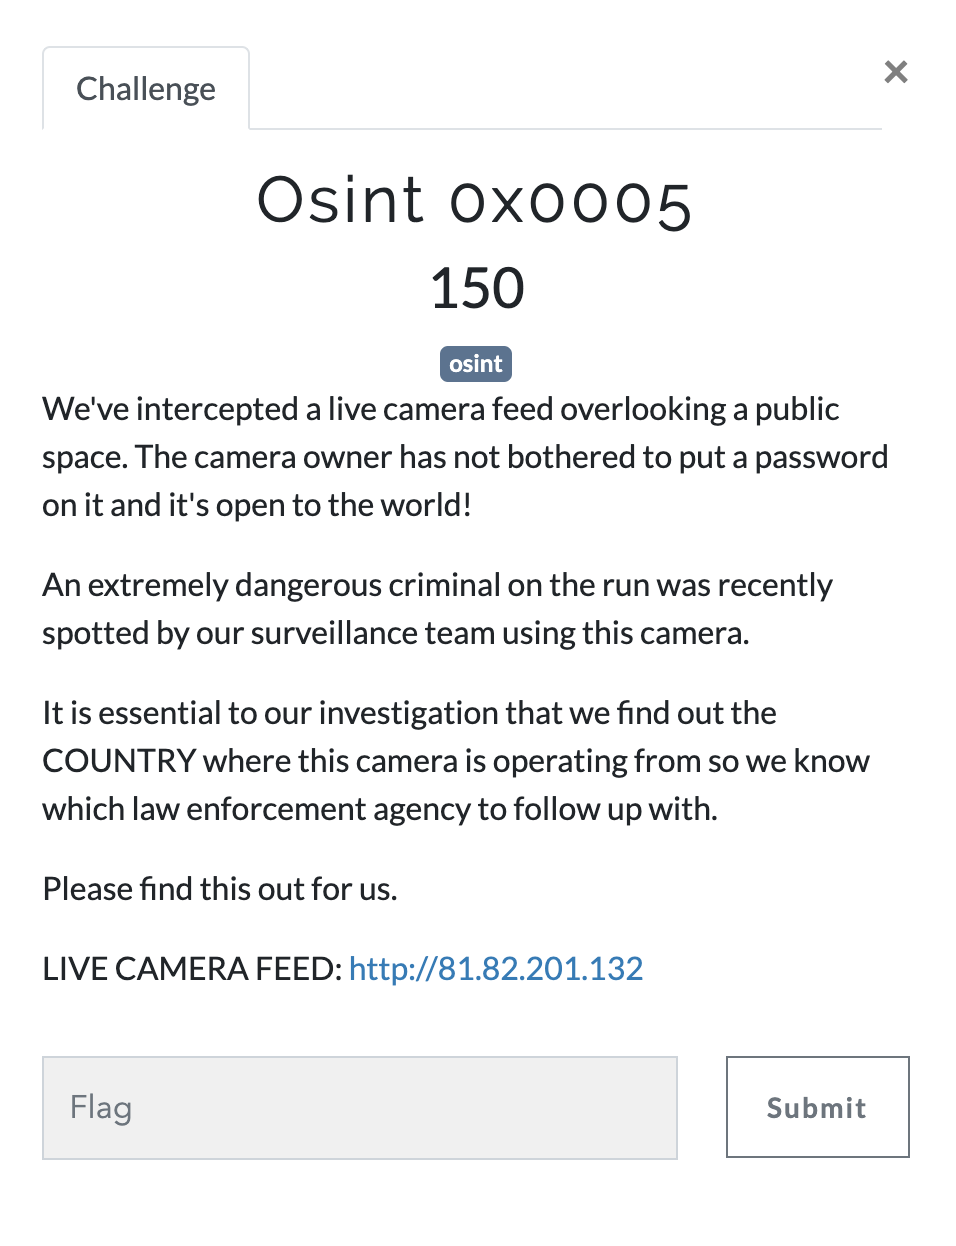 Challenge
×
Osint 0x0005
150
osint
We've intercepted a live camera feed overlooking a public
space. The camera owner has not bothered to put a password
on it and it's open to the world!
An extremely dangerous criminal on the run was recently
spotted by our surveillance team using this camera.
It is essential to our investigation that we find out the
COUNTRY where this camera is operating from so we know
which law enforcement agency to follow up with.
Please find this out for us.
LIVE CAMERA FEED: http://81.82.201.132
Flag
Submit